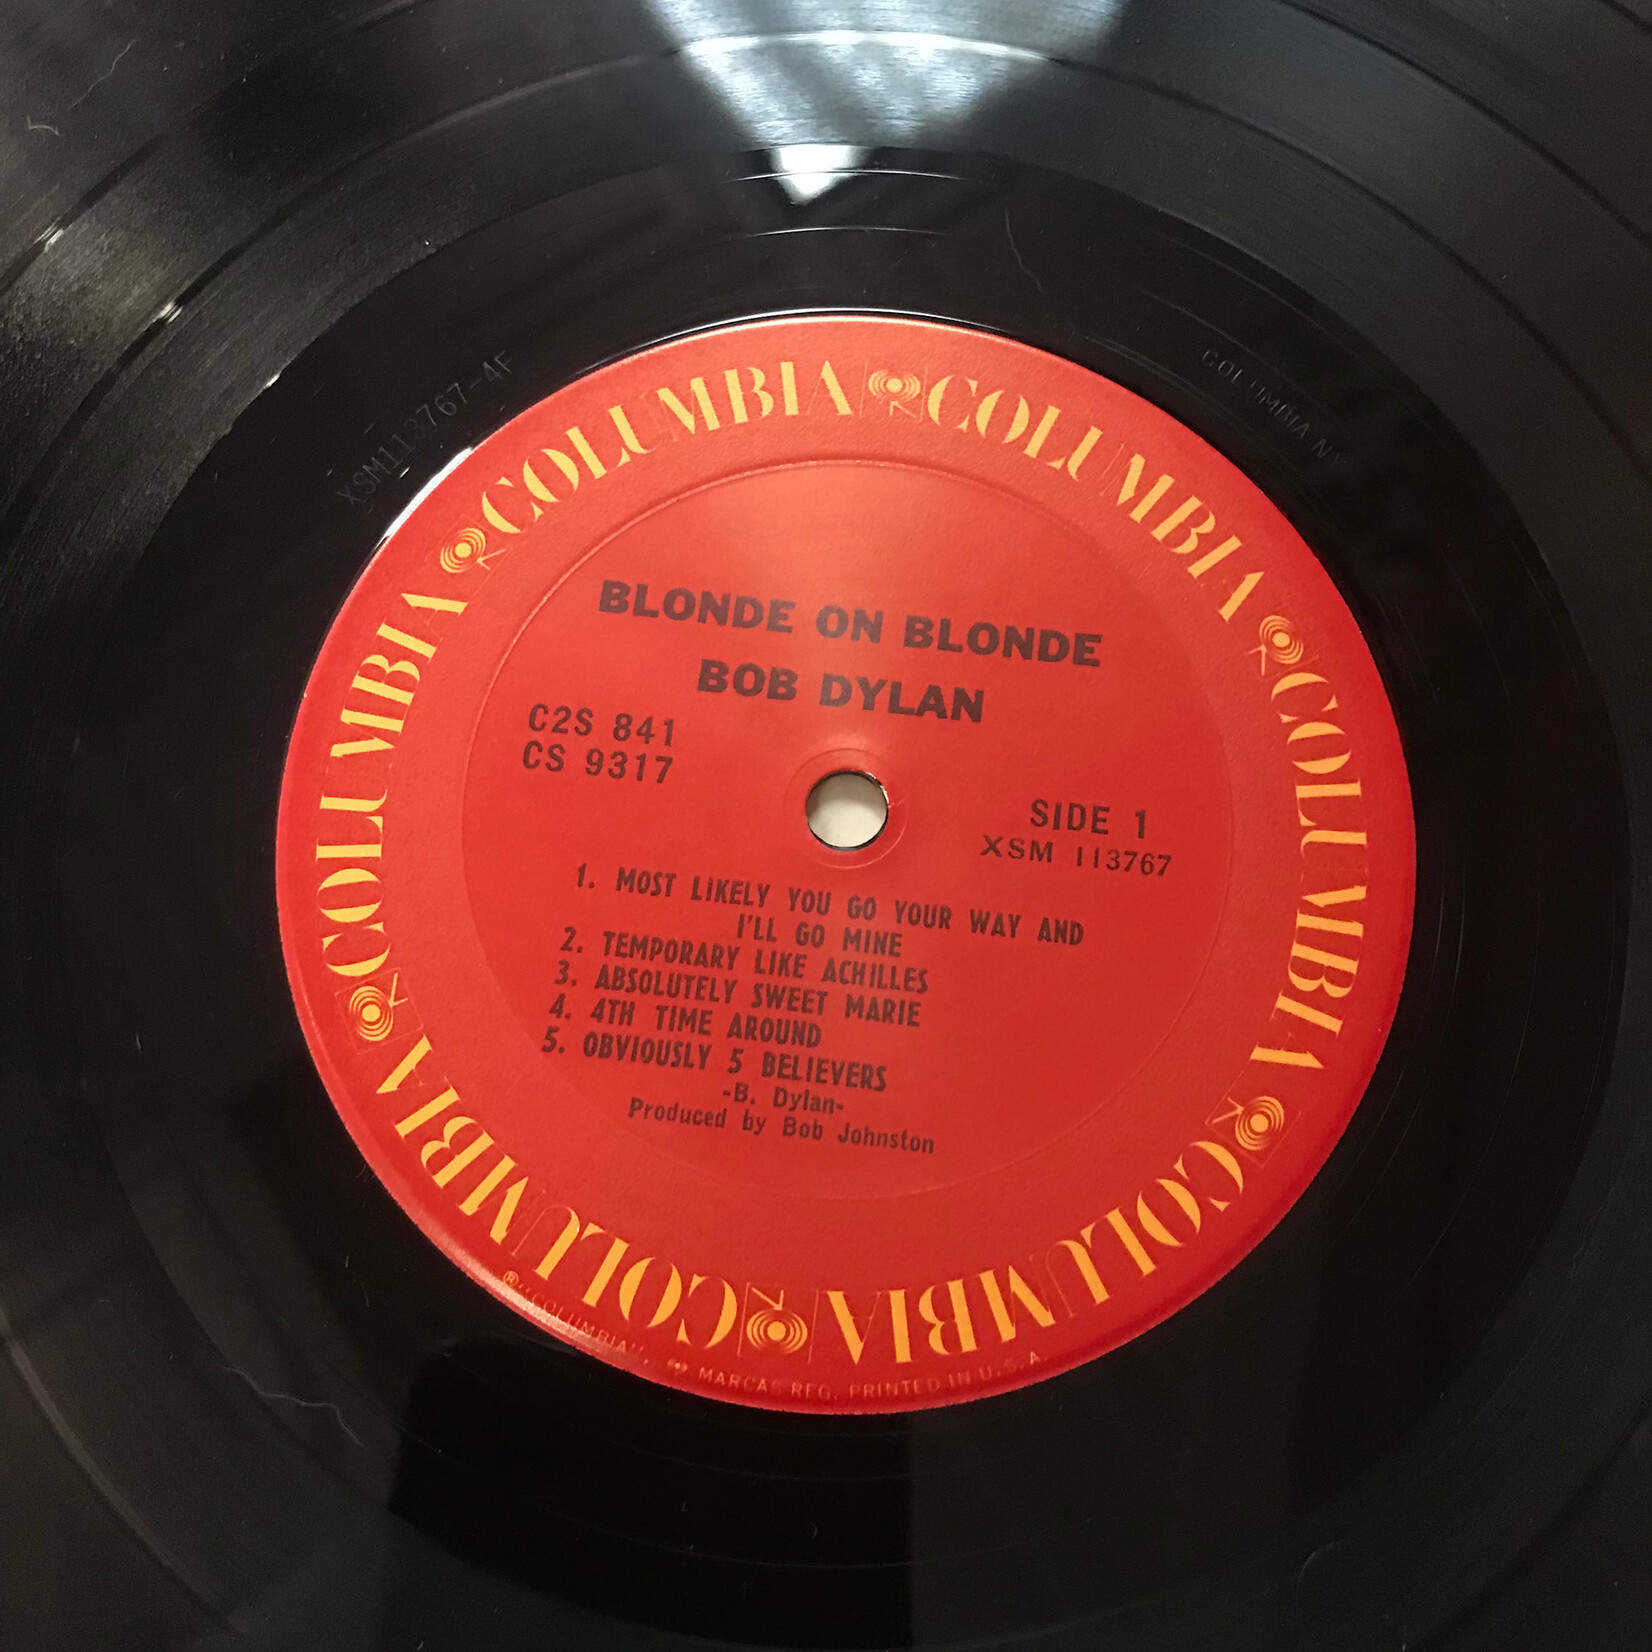 XSM113767-4F
COLUMBIA NY
COLUMBIA COLUMBIA COLUMBIA COLUMBIA COLUMBIA COLUMBIA
BLONDE ON BLONDE
BOB DYLAN
C2S 841
CS 9317
SIDE 1
XSM 113767
1. MOST LIKELY YOU GO YOUR WAY AND
I'LL GO MINE
2. TEMPORARY LIKE ACHILLES
3. ABSOLUTELY SWEET MARIE
4. 4TH TIME AROUND
5. OBVIOUSLY 5 BELIEVERS
-B. Dylan-
Produced by Bob Johnston
® "COLUMBIA", MARCAS REG. PRINTED IN U.S.A.